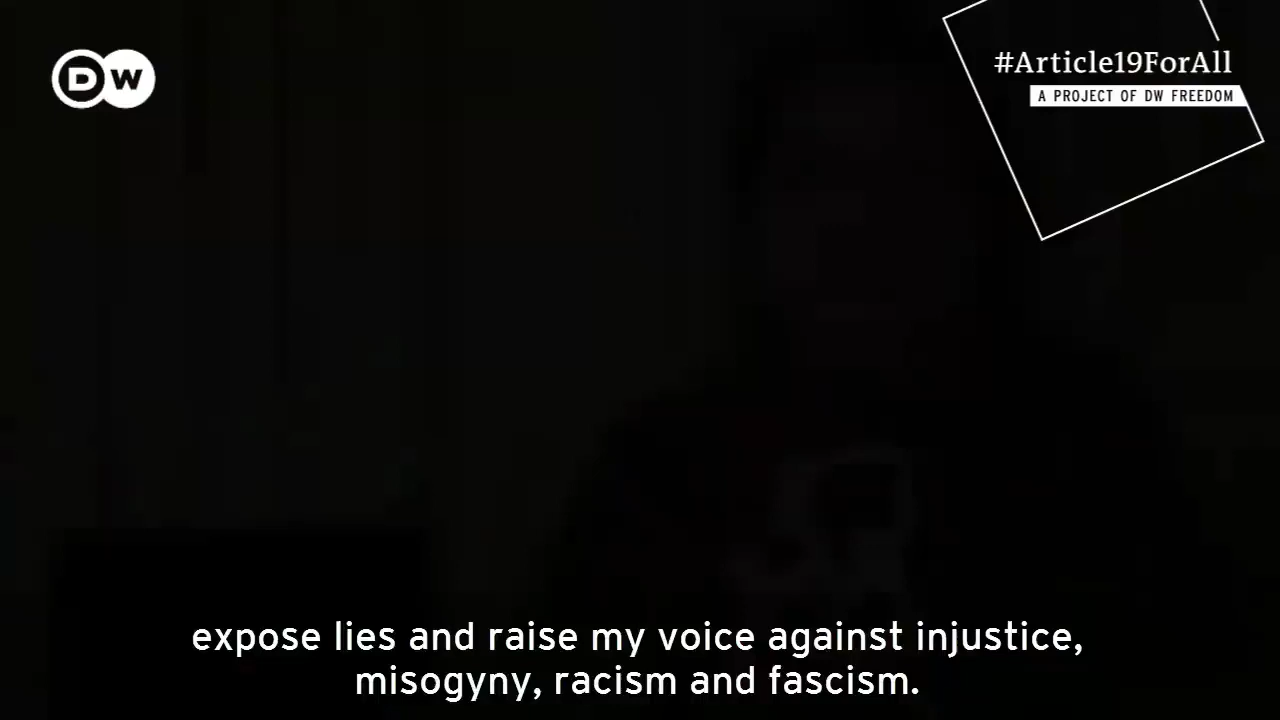 DW
#Article19ForAll
A PROJECT OF DW FREEDOM
expose lies and raise my voice against injustice,
misogyny, racism and fascism.